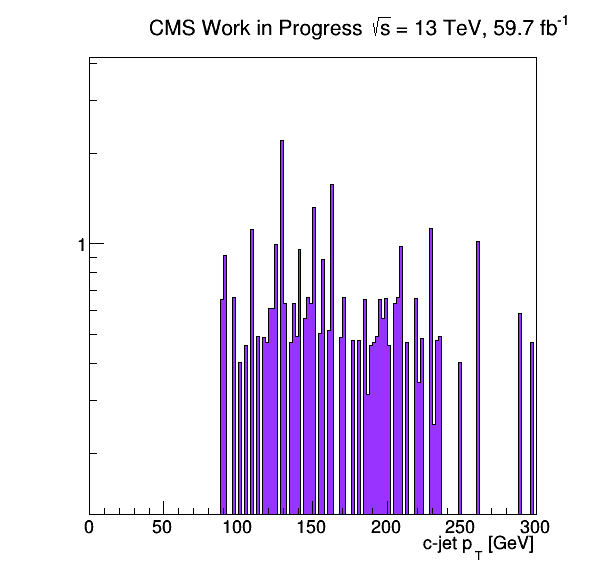 CMS Work in Progress √s = 13 TeV, 59.7 fb⁻¹
1
0 50 100 150 200 250 300
c-jet p_T [GeV]